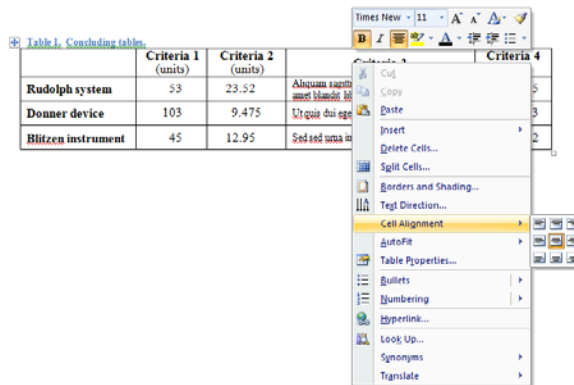 Times New 11 A A A
B I A
Table 1. Concluding tables.
Criteria 1 Criteria 2 Criteria 4
(units) (units)
Rudolph system 53 23.52 Aliquam 5
amet blandit
Donner device 103 9.475 Ut quis dui 3
Blitzen instrument 45 12.95 Sed sed urna 2
Cut
Copy
Paste
Insert
Delete Cells...
Split Cells...
Borders and Shading...
Text Direction...
Cell Alignment
AutoFit
Table Properties...
Bullets
Numbering
Hyperlink...
Look Up...
Synonyms
Translate